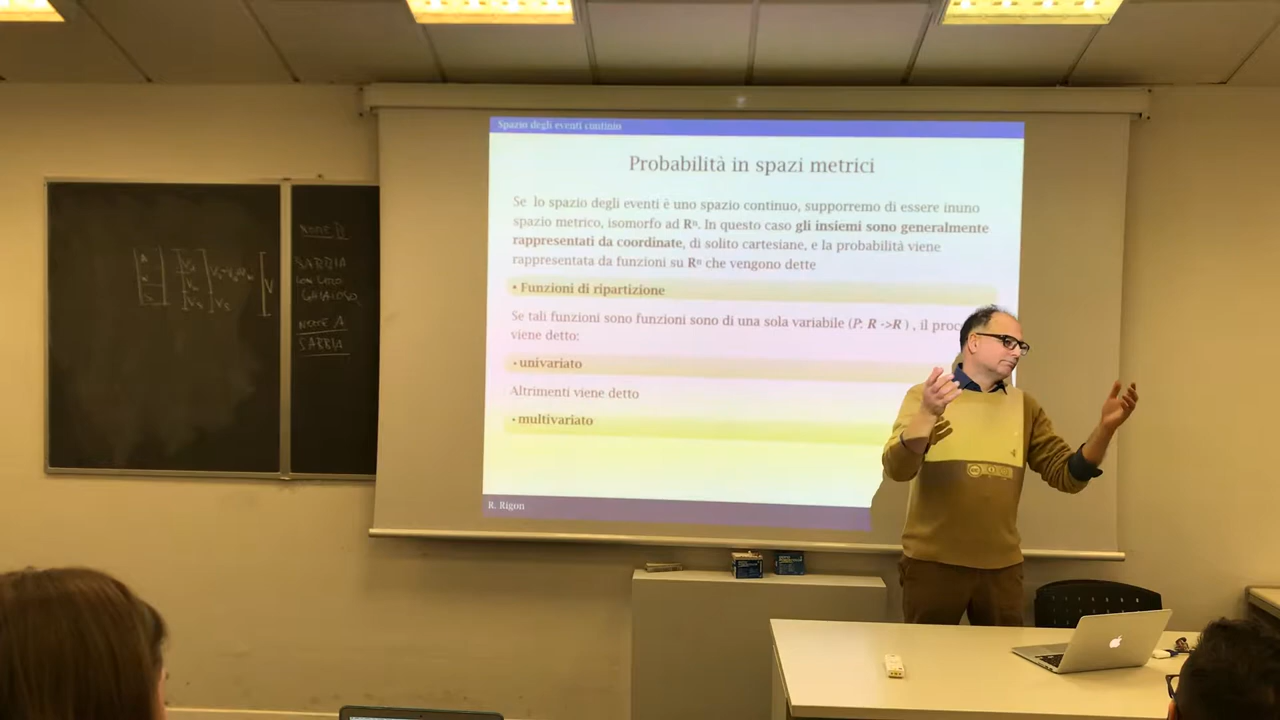 Spazio degli eventi continio
Probabilità in spazi metrici
Se lo spazio degli eventi è uno spazio continuo, supporremo di essere inuno
spazio metrico, isomorfo ad Rⁿ. In questo caso gli insiemi sono generalmente
rappresentati da coordinate, di solito cartesiane, e la probabilità viene
rappresentata da funzioni su Rⁿ che vengono dette
• Funzioni di ripartizione
Se tali funzioni sono funzioni sono di una sola variabile (P: R ->R ) , il proc
viene detto:
• univariato
Altrimenti viene detto
• multivariato
R. Rigon
NOTE B
SABBIA
GHIAIOSO
NOTE A
SABBIA